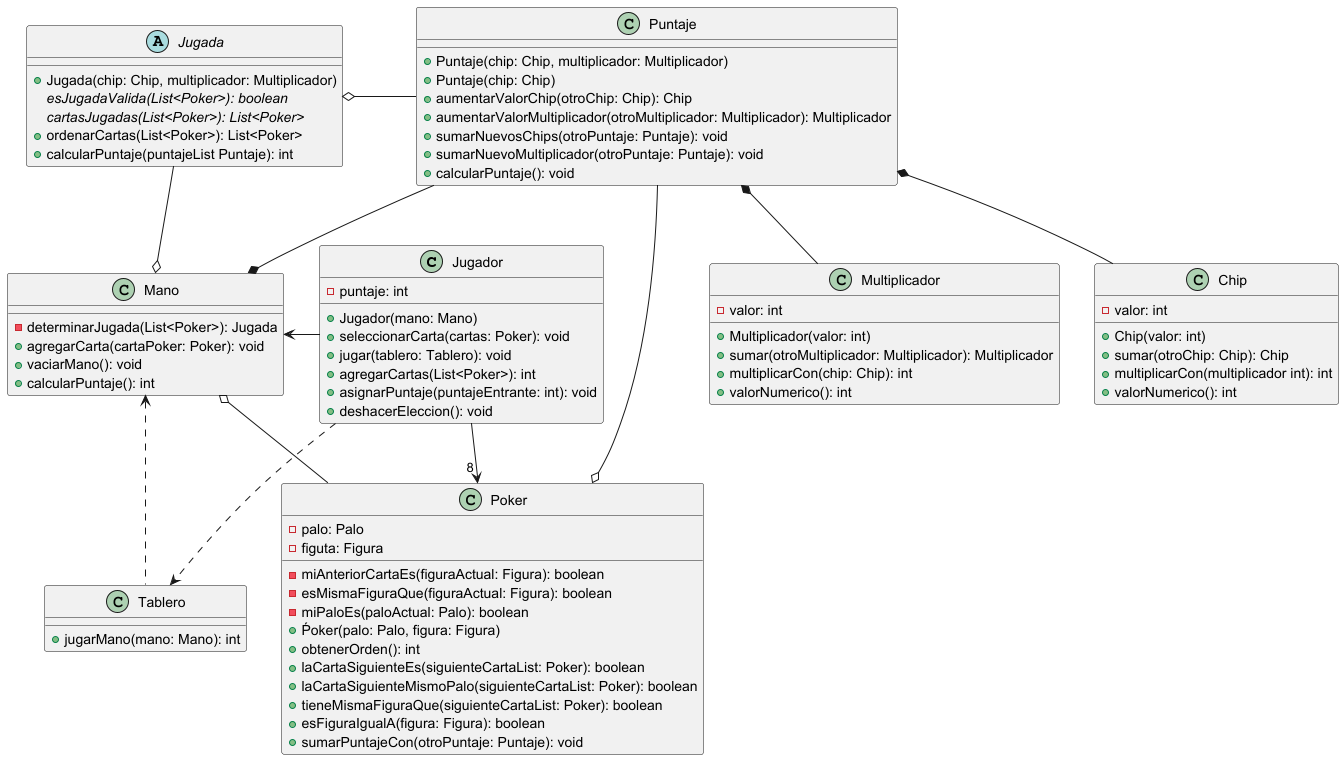 A Jugada
Jugada(chip: Chip, multiplicador: Multiplicador)
esJugadaValida(List<Poker>): boolean
cartasJugadas(List<Poker>): List<Poker>
ordenarCartas(List<Poker>): List<Poker>
calcularPuntaje(puntajeList Puntaje): int
C Puntaje
Puntaje(chip: Chip, multiplicador: Multiplicador)
Puntaje(chip: Chip)
aumentarValorChip(otroChip: Chip): Chip
aumentarValorMultiplicador(otroMultiplicador: Multiplicador): Multiplicador
sumarNuevosChips(otroPuntaje: Puntaje): void
sumarNuevoMultiplicador(otroPuntaje: Puntaje): void
calcularPuntaje(): void
C Mano
determinarJugada(List<Poker>): Jugada
agregarCarta(cartaPoker: Poker): void
vaciarMano(): void
calcularPuntaje(): int
C Jugador
puntaje: int
Jugador(mano: Mano)
seleccionarCarta(cartas: Poker): void
jugar(tablero: Tablero): void
agregarCartas(List<Poker>): int
asignarPuntaje(puntajeEntrante: int): void
deshacerEleccion(): void
C Multiplicador
valor: int
Multiplicador(valor: int)
sumar(otroMultiplicador: Multiplicador): Multiplicador
multiplicarCon(chip: Chip): int
valorNumerico(): int
C Chip
valor: int
Chip(valor: int)
sumar(otroChip: Chip): Chip
multiplicarCon(multiplicador int): int
valorNumerico(): int
8
C Poker
palo: Palo
figuta: Figura
miAnteriorCartaEs(figuraActual: Figura): boolean
esMismaFiguraQue(figuraActual: Figura): boolean
miPaloEs(paloActual: Palo): boolean
Ṕoker(palo: Palo, figura: Figura)
obtenerOrden(): int
laCartaSiguienteEs(siguienteCartaList: Poker): boolean
laCartaSiguienteMismoPalo(siguienteCartaList: Poker): boolean
tieneMismaFiguraQue(siguienteCartaList: Poker): boolean
esFiguraIgualA(figura: Figura): boolean
sumarPuntajeCon(otroPuntaje: Puntaje): void
C Tablero
jugarMano(mano: Mano): int